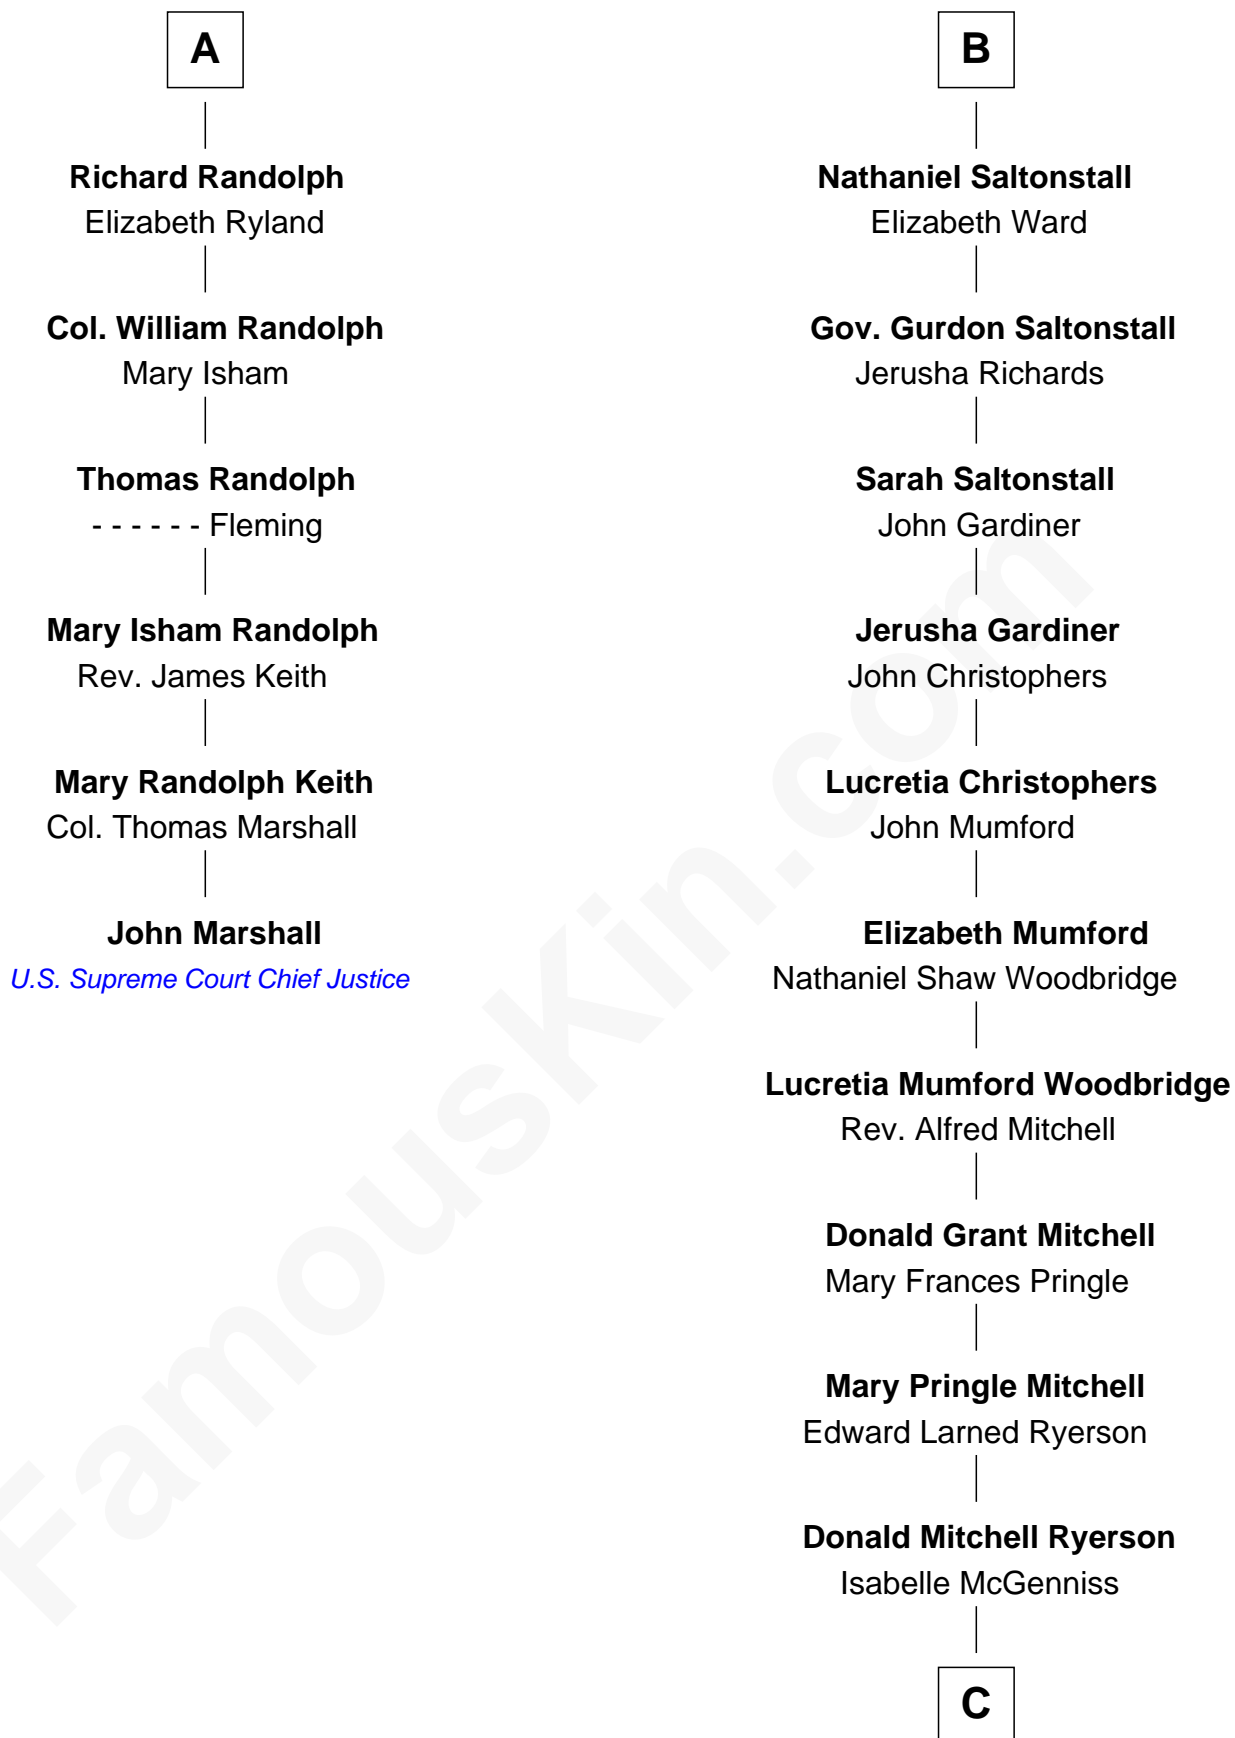 A
Richard Randolph
Elizabeth Ryland
Col. William Randolph
Mary Isham
Thomas Randolph
- - - - - - Fleming
Mary Isham Randolph
Rev. James Keith
Mary Randolph Keith
Col. Thomas Marshall
John Marshall
U.S. Supreme Court Chief Justice
B
Nathaniel Saltonstall
Elizabeth Ward
Gov. Gurdon Saltonstall
Jerusha Richards
Sarah Saltonstall
John Gardiner
Jerusha Gardiner
John Christophers
Lucretia Christophers
John Mumford
Elizabeth Mumford
Nathaniel Shaw Woodbridge
Lucretia Mumford Woodbridge
Rev. Alfred Mitchell
Donald Grant Mitchell
Mary Frances Pringle
Mary Pringle Mitchell
Edward Larned Ryerson
Donald Mitchell Ryerson
Isabelle McGenniss
C
FamousKin.com